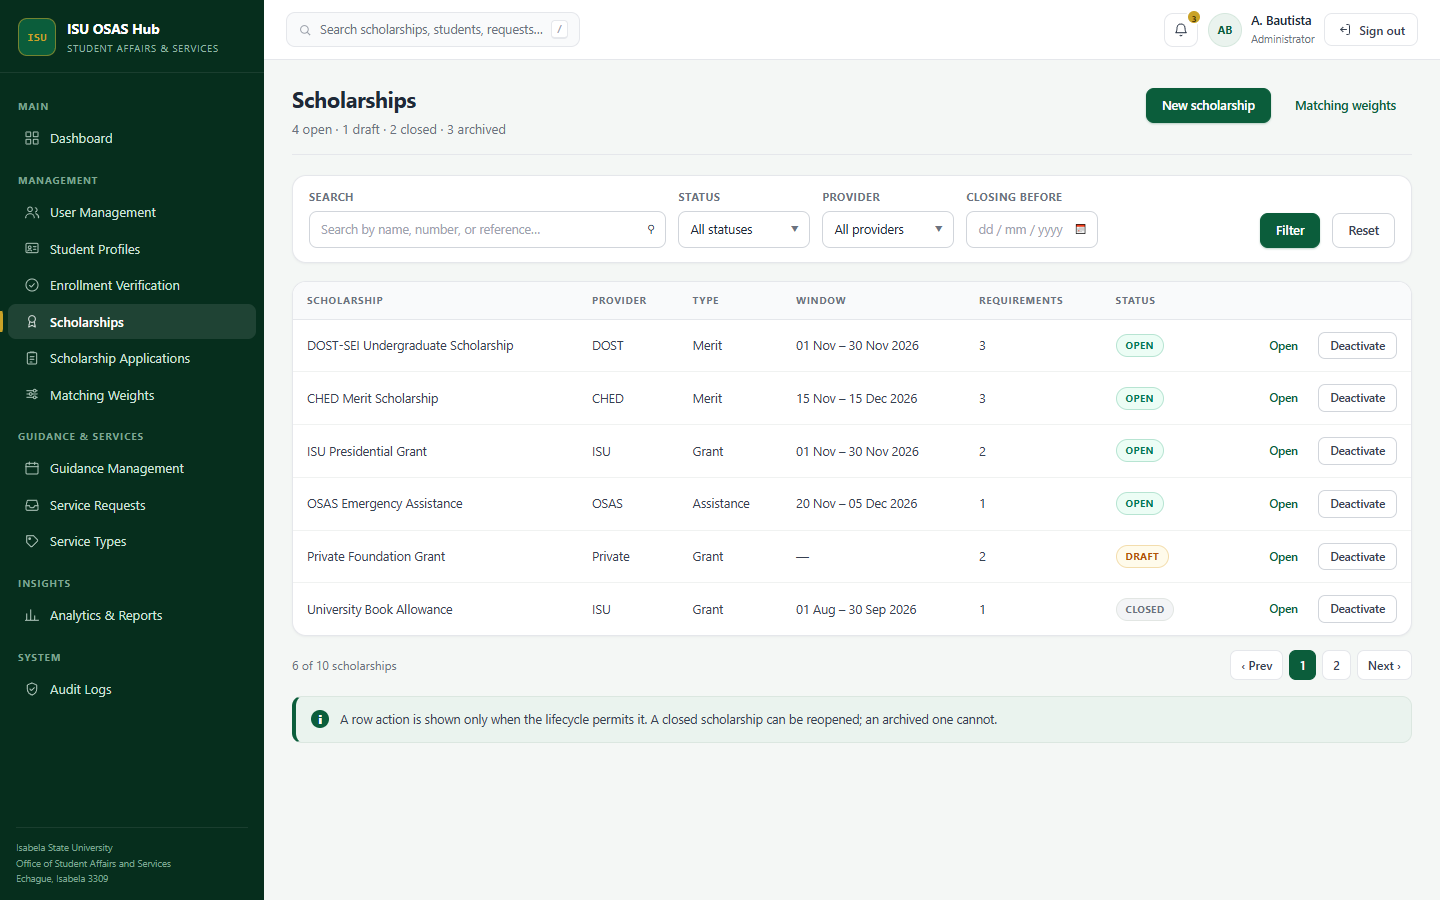 ISU
ISU OSAS Hub
STUDENT AFFAIRS & SERVICES
MAIN
Dashboard
MANAGEMENT
User Management
Student Profiles
Enrollment Verification
Scholarships
Scholarship Applications
Matching Weights
GUIDANCE & SERVICES
Guidance Management
Service Requests
Service Types
INSIGHTS
Analytics & Reports
SYSTEM
Audit Logs
Isabela State University
Office of Student Affairs and Services
Echague, Isabela 3309
Search scholarships, students, requests... /
3
AB
A. Bautista
Administrator
Sign out
Scholarships
4 open · 1 draft · 2 closed · 3 archived
New scholarship
Matching weights
SEARCH STATUS PROVIDER CLOSING BEFORE
Search by name, number, or reference... All statuses All providers dd / mm / yyyy Filter Reset
SCHOLARSHIP PROVIDER TYPE WINDOW REQUIREMENTS STATUS
DOST-SEI Undergraduate Scholarship DOST Merit 01 Nov – 30 Nov 2026 3 OPEN Open Deactivate
CHED Merit Scholarship CHED Merit 15 Nov – 15 Dec 2026 3 OPEN Open Deactivate
ISU Presidential Grant ISU Grant 01 Nov – 30 Nov 2026 2 OPEN Open Deactivate
OSAS Emergency Assistance OSAS Assistance 20 Nov – 05 Dec 2026 1 OPEN Open Deactivate
Private Foundation Grant Private Grant — 2 DRAFT Open Deactivate
University Book Allowance ISU Grant 01 Aug – 30 Sep 2026 1 CLOSED Open Deactivate
6 of 10 scholarships ‹ Prev 1 2 Next ›
A row action is shown only when the lifecycle permits it. A closed scholarship can be reopened; an archived one cannot.